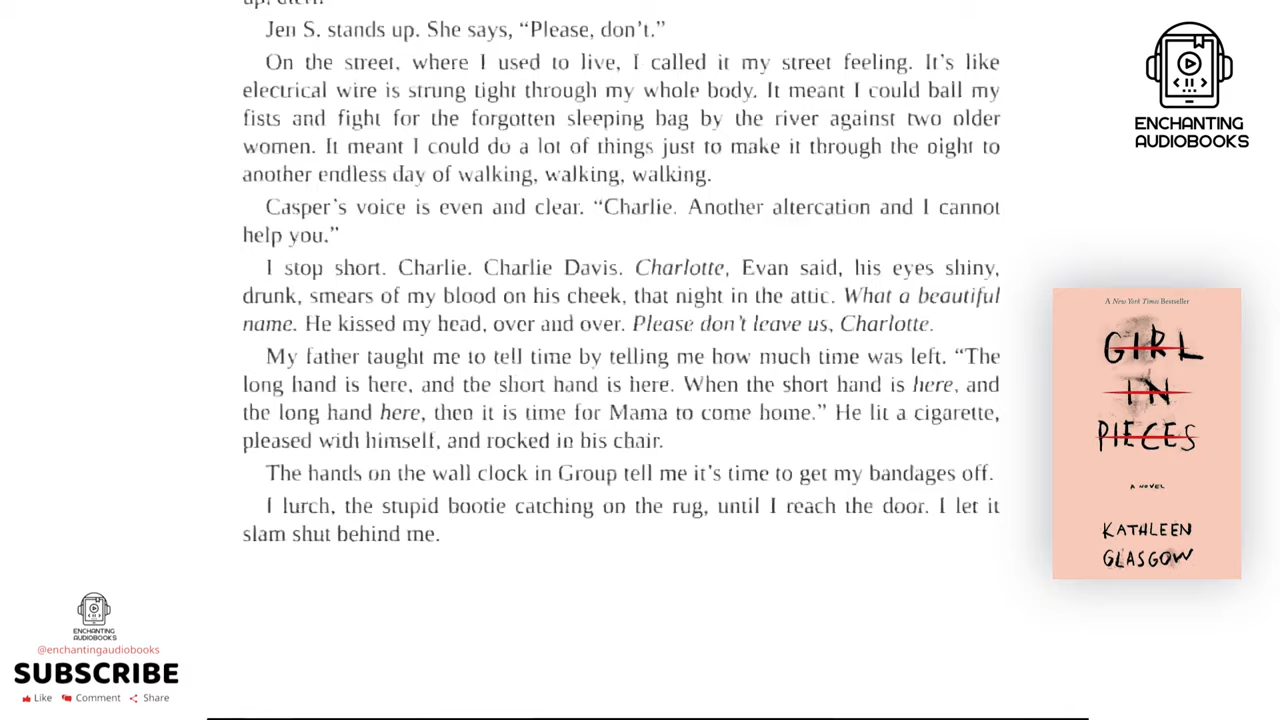 Jen S. stands up. She says, “Please, don’t.”
On the street, where I used to live, I called it my street feeling. It’s like
electrical wire is strung tight through my whole body. It meant I could ball my
fists and fight for the forgotten sleeping bag by the river against two older
women. It meant I could do a lot of things just to make it through the night to
another endless day of walking, walking, walking.
Casper’s voice is even and clear. “Charlie. Another altercation and I cannot
help you.”
I stop short. Charlie. Charlie Davis. Charlotte, Evan said, his eyes shiny,
drunk, smears of my blood on his cheek, that night in the attic. What a beautiful
name. He kissed my head, over and over. Please don’t leave us, Charlotte.
My father taught me to tell time by telling me how much time was left. “The
long hand is here, and the short hand is here. When the short hand is here, and
the long hand here, then it is time for Mama to come home.” He lit a cigarette,
pleased with himself, and rocked in his chair.
The hands on the wall clock in Group tell me it’s time to get my bandages off.
I lurch, the stupid bootie catching on the rug, until I reach the door. I let it
slam shut behind me.
ENCHANTING
AUDIOBOOKS
A New York Times Bestseller
GIRL
IN
PIECES
A NOVEL
KATHLEEN
GLASGOW
ENCHANTING
AUDIOBOOKS
@enchantingaudiobooks
SUBSCRIBE
Like Comment Share